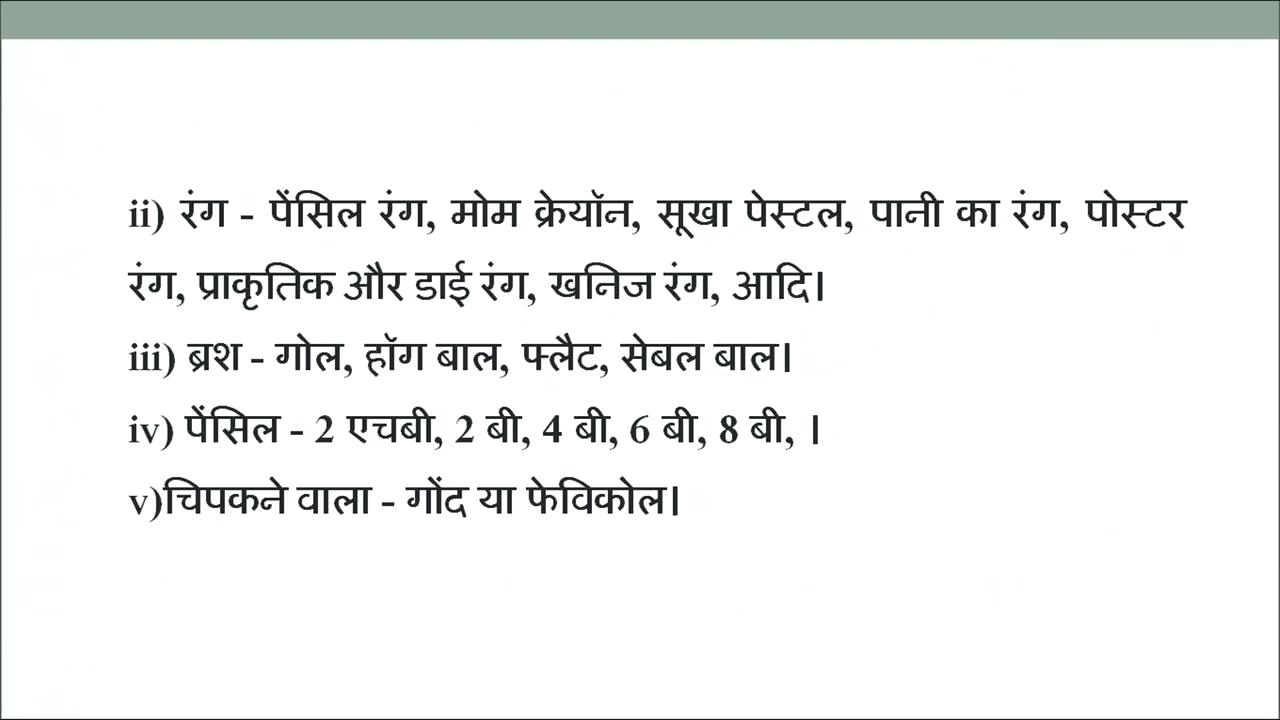 ii) रंग - पेंसिल रंग, मोम क्रेयॉन, सूखा पेस्टल, पानी का रंग, पोस्टर
रंग, प्राकृतिक और डाई रंग, खनिज रंग, आदि।
iii) ब्रश - गोल, हॉग बाल, फ्लैट, सेबल बाल।
iv) पेंसिल - 2 एचबी, 2 बी, 4 बी, 6 बी, 8 बी, ।
v)चिपकने वाला - गोंद या फेविकोल।